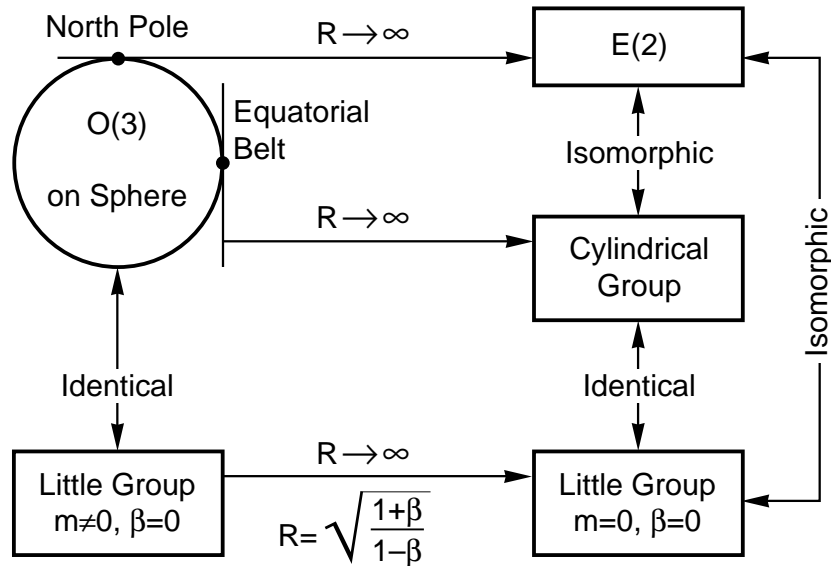 North Pole
R → ∞
E(2)
O(3)
on Sphere
Equatorial
Belt
Isomorphic
R → ∞
Cylindrical
Group
Isomorphic
Identical
Identical
R → ∞
Little Group
m≠0, β=0
R= √(1+β / 1−β)
Little Group
m=0, β=0